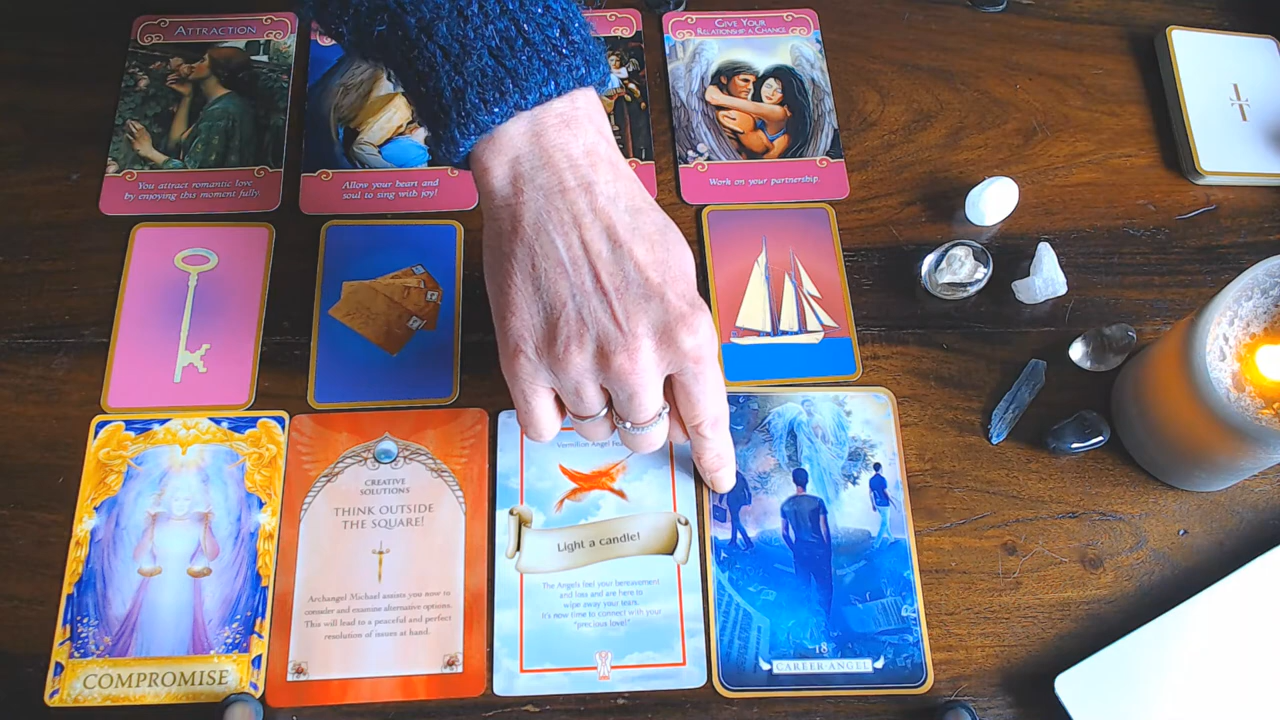 ATTRACTION
You attract romantic love
by enjoying this moment fully.
Allow your heart and
soul to sing with joy!
GIVE YOUR
RELATIONSHIP A CHANCE
Work on your partnership.
COMPROMISE
CREATIVE
SOLUTIONS
THINK OUTSIDE
THE SQUARE!
Archangel Michael assists you now to
consider and examine alternative options.
This will lead to a peaceful and perfect
resolution of issues at hand.
Vermilion Angel
Light a candle!
The Angels feel your bereavement
and loss and are here to
wipe away your tears.
It's now time to connect with your
"precious love!"
18
CAREER ANGEL